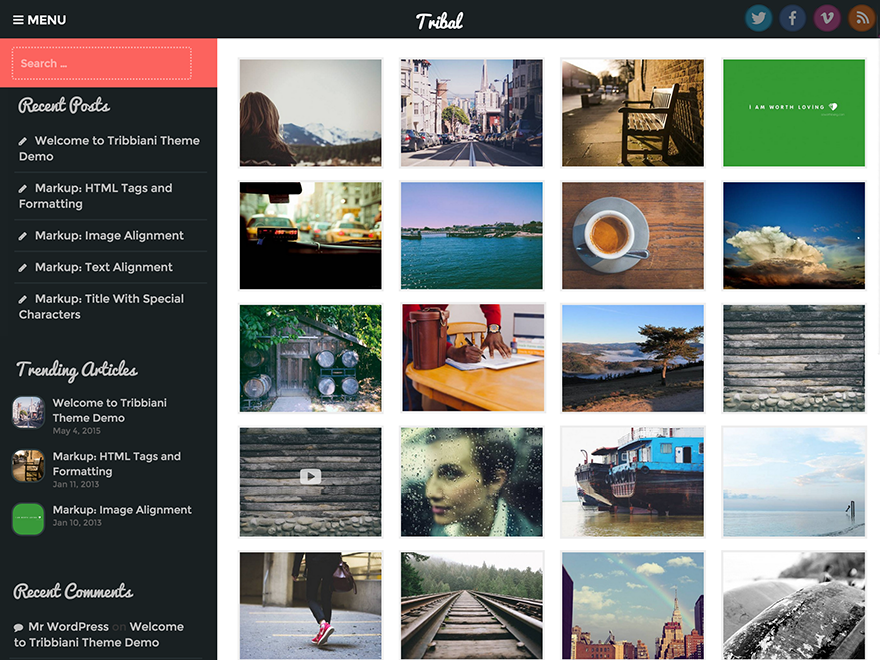 MENU
Tribal
Search ...
Recent Posts
Welcome to Tribbiani Theme
Demo
Markup: HTML Tags and
Formatting
Markup: Image Alignment
Markup: Text Alignment
Markup: Title With Special
Characters
Trending Articles
Welcome to Tribbiani
Theme Demo
May 4, 2015
Markup: HTML Tags and
Formatting
Jan 11, 2013
Markup: Image Alignment
Jan 10, 2013
Recent Comments
Mr WordPress on Welcome
to Tribbiani Theme Demo
I AM WORTH LOVING